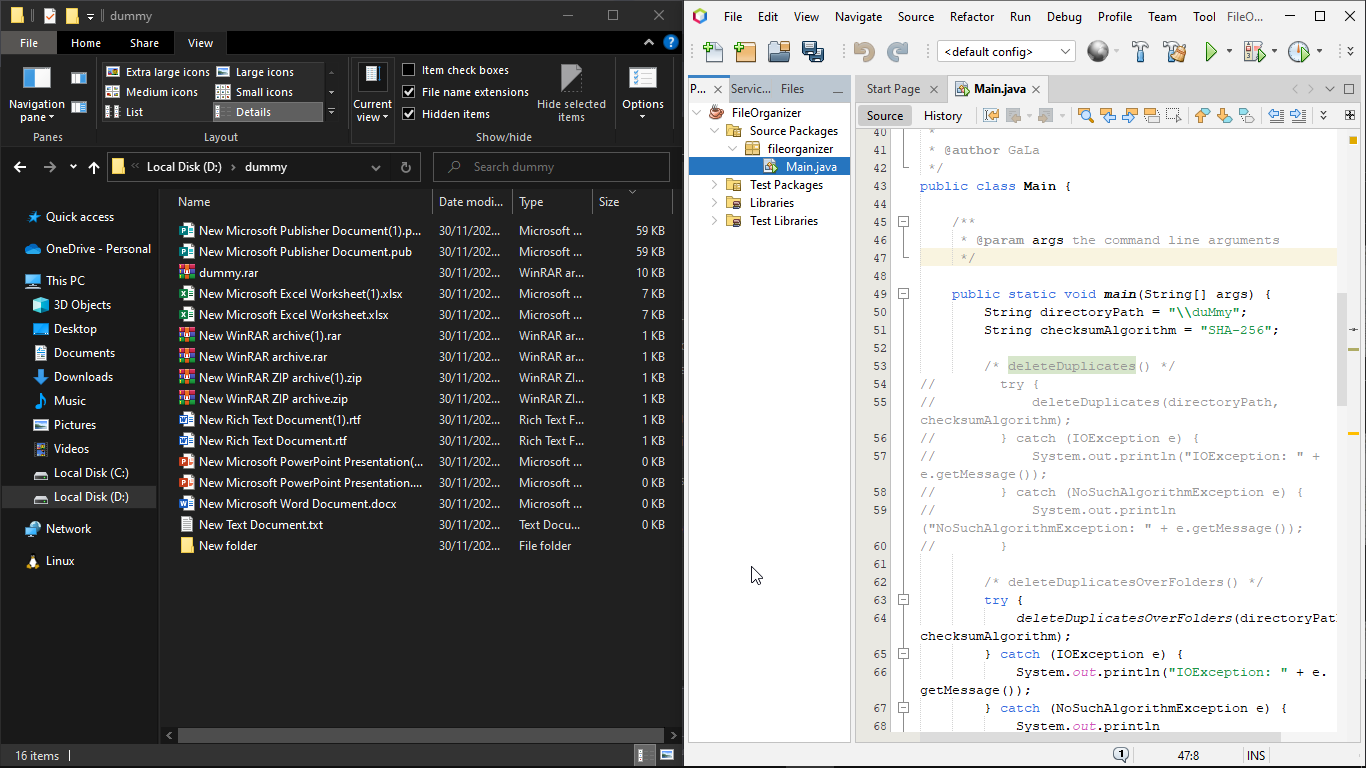 dummy
File Home Share View
Navigation pane
Panes
Extra large icons Large icons
Medium icons Small icons
List Details
Layout
Current view
Item check boxes
File name extensions
Hidden items
Hide selected items
Show/hide
Options
Local Disk (D:) dummy
Search dummy
Quick access
OneDrive - Personal
This PC
3D Objects
Desktop
Documents
Downloads
Music
Pictures
Videos
Local Disk (C:)
Local Disk (D:)
Network
Linux
Name Date modi... Type Size
New Microsoft Publisher Document(1).p... 30/11/202... Microsoft ... 59 KB
New Microsoft Publisher Document.pub 30/11/202... Microsoft ... 59 KB
dummy.rar 30/11/202... WinRAR ar... 10 KB
New Microsoft Excel Worksheet(1).xlsx 30/11/202... Microsoft ... 7 KB
New Microsoft Excel Worksheet.xlsx 30/11/202... Microsoft ... 7 KB
New WinRAR archive(1).rar 30/11/202... WinRAR ar... 1 KB
New WinRAR archive.rar 30/11/202... WinRAR ar... 1 KB
New WinRAR ZIP archive(1).zip 30/11/202... WinRAR ZI... 1 KB
New WinRAR ZIP archive.zip 30/11/202... WinRAR ZI... 1 KB
New Rich Text Document(1).rtf 30/11/202... Rich Text F... 1 KB
New Rich Text Document.rtf 30/11/202... Rich Text F... 1 KB
New Microsoft PowerPoint Presentation(... 30/11/202... Microsoft ... 0 KB
New Microsoft PowerPoint Presentation.... 30/11/202... Microsoft ... 0 KB
New Microsoft Word Document.docx 30/11/202... Microsoft ... 0 KB
New Text Document.txt 30/11/202... Text Docu... 0 KB
New folder 30/11/202... File folder
16 items
File Edit View Navigate Source Refactor Run Debug Profile Team Tool FileO...
<default config>
P... Servic... Files
FileOrganizer
Source Packages
fileorganizer
Main.java
Test Packages
Libraries
Test Libraries
Start Page Main.java
Source History
40 *
41 * @author GaLa
42 */
43 public class Main {
44
45 /**
46 * @param args the command line arguments
47 */
48
49 public static void main(String[] args) {
50 String directoryPath = "\\duMmy";
51 String checksumAlgorithm = "SHA-256";
52
53 /* deleteDuplicates() */
54 // try {
55 // deleteDuplicates(directoryPath,
checksumAlgorithm);
56 // } catch (IOException e) {
57 // System.out.println("IOException: " +
e.getMessage());
58 // } catch (NoSuchAlgorithmException e) {
59 // System.out.println
("NoSuchAlgorithmException: " + e.getMessage());
60 // }
61
62 /* deleteDuplicatesOverFolders() */
63 try {
64 deleteDuplicatesOverFolders(directoryPat
checksumAlgorithm);
65 } catch (IOException e) {
66 System.out.println("IOException: " + e.
getMessage());
67 } catch (NoSuchAlgorithmException e) {
68 System.out.println
1 47:8 INS